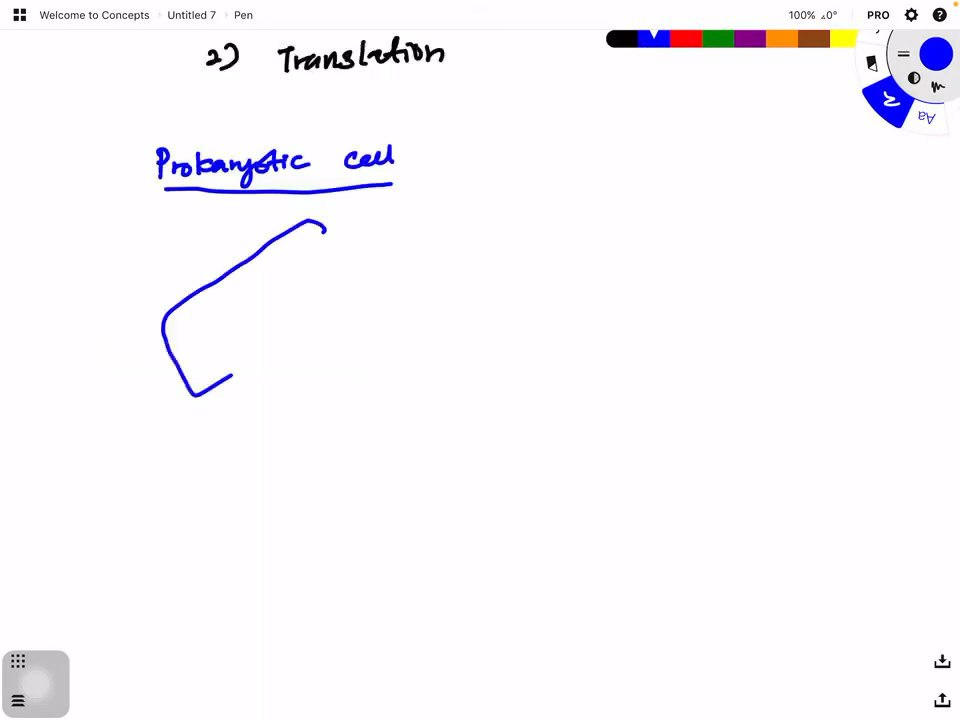 Welcome to Concepts › Untitled 7 › Pen
100% ⊿0° PRO
2) Translation
Aa
Prokaryotic cell